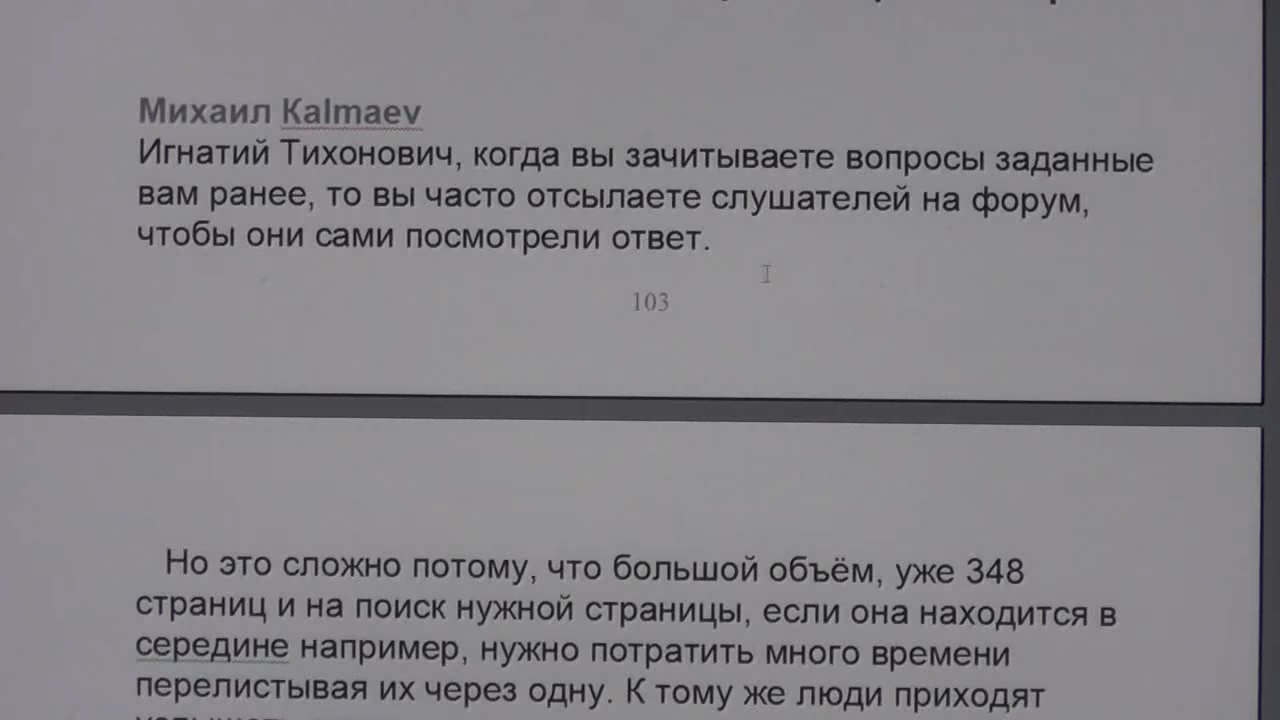 Михаил Kalmaev
Игнатий Тихонович, когда вы зачитываете вопросы заданные
вам ранее, то вы часто отсылаете слушателей на форум,
чтобы они сами посмотрели ответ.
103
Но это сложно потому, что большой объём, уже 348
страниц и на поиск нужной страницы, если она находится в
середине например, нужно потратить много времени
перелистывая их через одну. К тому же люди приходят